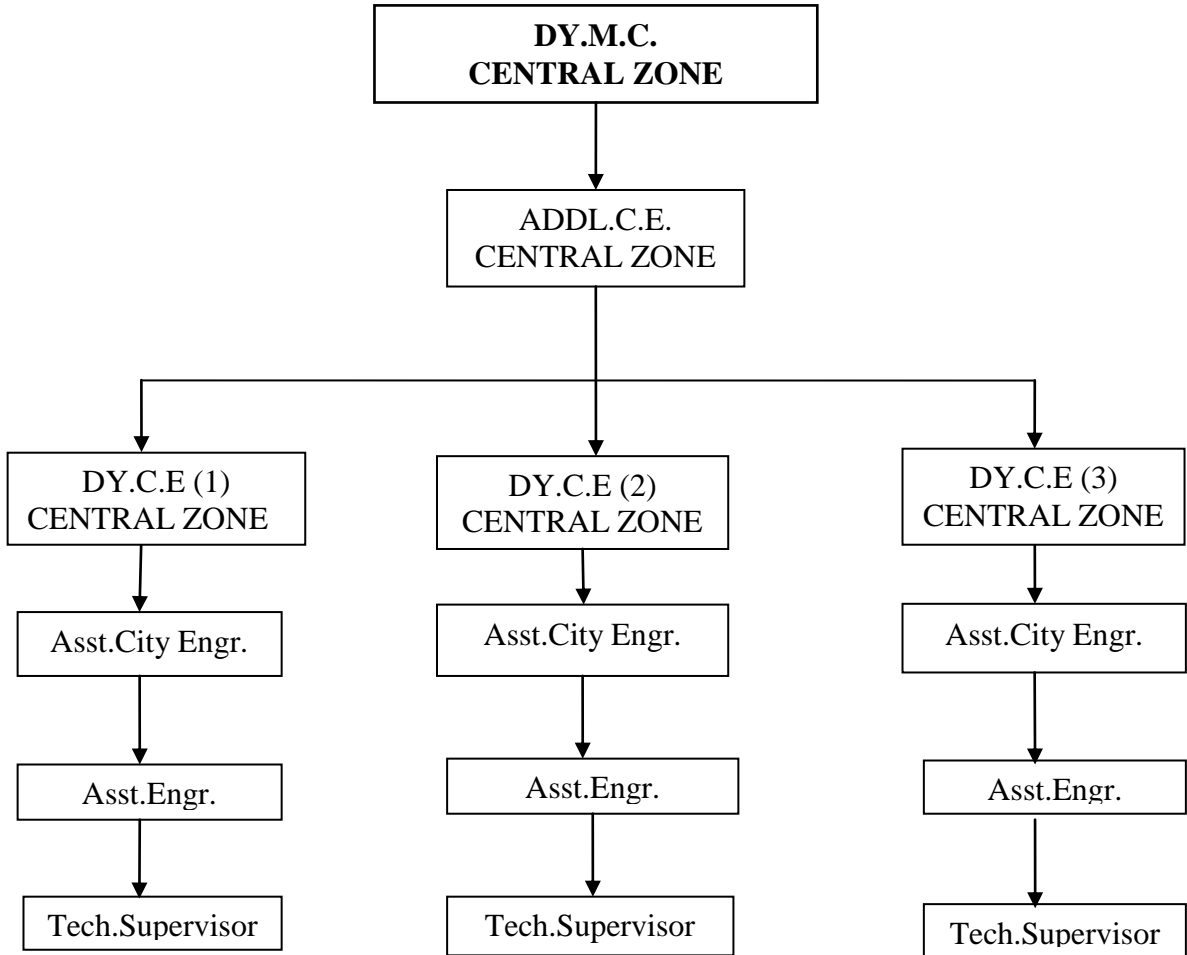 DY.M.C.
CENTRAL ZONE
ADDL.C.E.
CENTRAL ZONE
DY.C.E (1)
CENTRAL ZONE
DY.C.E (2)
CENTRAL ZONE
DY.C.E (3)
CENTRAL ZONE
Asst.City Engr.
Asst.City Engr.
Asst.City Engr.
Asst.Engr.
Asst.Engr.
Asst.Engr.
Tech.Supervisor
Tech.Supervisor
Tech.Supervisor